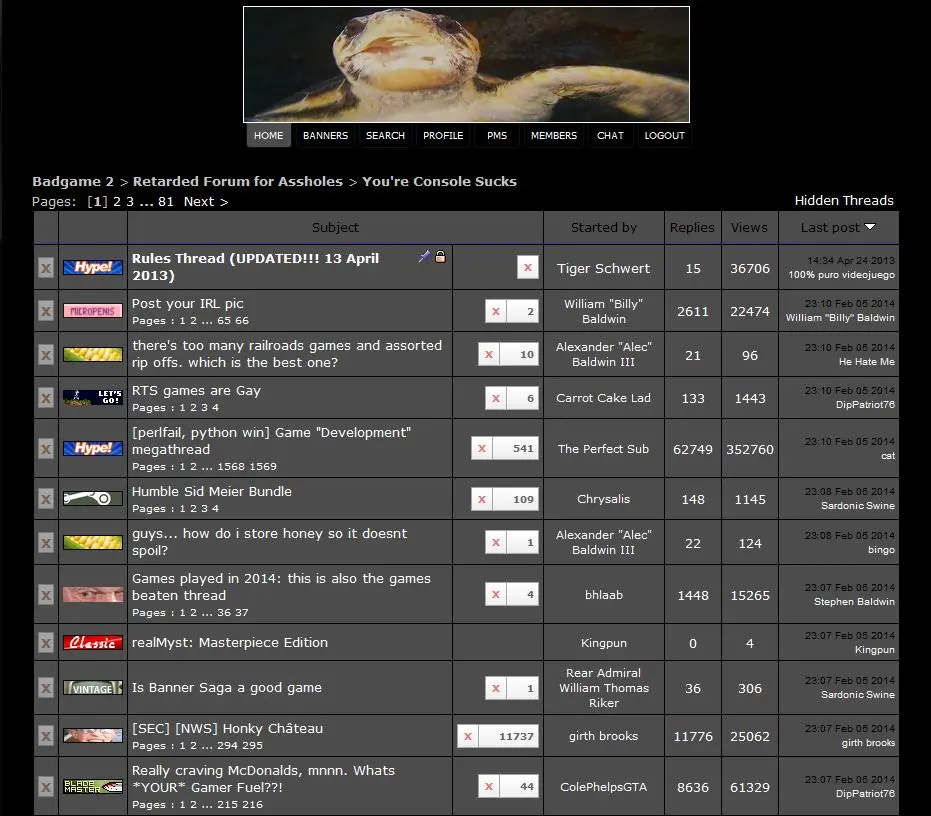 HOME BANNERS SEARCH PROFILE PMS MEMBERS CHAT LOGOUT
Badgame 2 > Retarded Forum for Assholes > You're Console Sucks
Pages: [1] 2 3 ... 81 Next >
Hidden Threads
Subject Started by Replies Views Last post
Hype! Rules Thread (UPDATED!!! 13 April
2013)
x
Tiger Schwert 15 36706
14:34 Apr 24 2013
100% puro videojuego
x MICROPENIS Post your IRL pic
Pages : 1 2 ... 65 66
x 2
William "Billy"
Baldwin
2611 22474
23:10 Feb 05 2014
William "Billy" Baldwin
x there's too many railroads games and assorted
rip offs. which is the best one?
x 10
Alexander "Alec"
Baldwin III
21 96
23:10 Feb 05 2014
He Hate Me
x LET'S
GO!
RTS games are Gay
Pages : 1 2 3 4
x 6
Carrot Cake Lad 133 1443
23:10 Feb 05 2014
DipPatriot76
x Hype! [perlfail, python win] Game "Development"
megathread
Pages : 1 2 ... 1568 1569
x 541
The Perfect Sub 62749 352760
23:10 Feb 05 2014
cat
x Humble Sid Meier Bundle
Pages : 1 2 3 4
x 109
Chrysalis 148 1145
23:08 Feb 05 2014
Sardonic Swine
x guys... how do i store honey so it doesnt
spoil?
x 1
Alexander "Alec"
Baldwin III
22 124
23:08 Feb 05 2014
bingo
x Games played in 2014: this is also the games
beaten thread
Pages : 1 2 ... 36 37
x 4
bhlaab 1448 15265
23:07 Feb 05 2014
Stephen Baldwin
x Classic realMyst: Masterpiece Edition
Kingpun 0 4
23:07 Feb 05 2014
Kingpun
x VINTAGE Is Banner Saga a good game
x 1
Rear Admiral
William Thomas
Riker
36 306
23:07 Feb 05 2014
Sardonic Swine
x [SEC] [NWS] Honky Château
Pages : 1 2 ... 294 295
x 11737
girth brooks 11776 25062
23:07 Feb 05 2014
girth brooks
x BLADE
MASTER
Really craving McDonalds, mnnn. Whats
*YOUR* Gamer Fuel??!
Pages : 1 2 ... 215 216
x 44
ColePhelpsGTA 8636 61329
23:07 Feb 05 2014
DipPatriot76